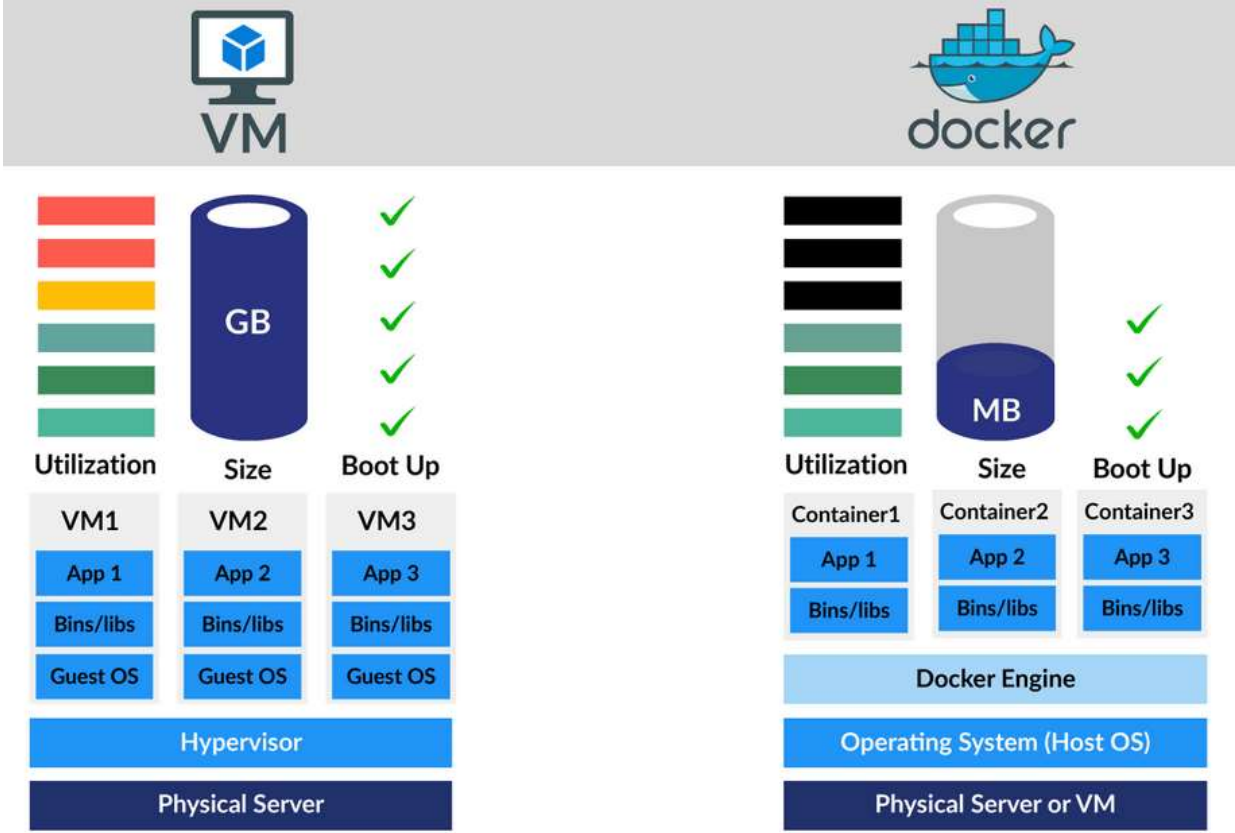 VM
docker
GB
Utilization
Size
Boot Up
VM1
VM2
VM3
App 1
App 2
App 3
Bins/libs
Bins/libs
Bins/libs
Guest OS
Guest OS
Guest OS
Hypervisor
Physical Server
MB
Utilization
Size
Boot Up
Container1
Container2
Container3
App 1
App 2
App 3
Bins/libs
Bins/libs
Bins/libs
Docker Engine
Operating System (Host OS)
Physical Server or VM